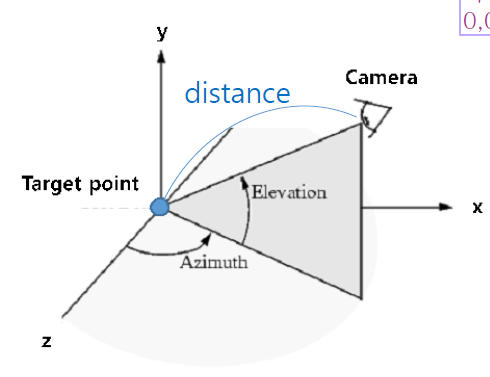 y
distance
Camera
Target point
Elevation
x
Azimuth
z